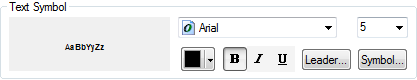 Text Symbol
AaBbYyZz
Arial
5
B I U Leader... Symbol...